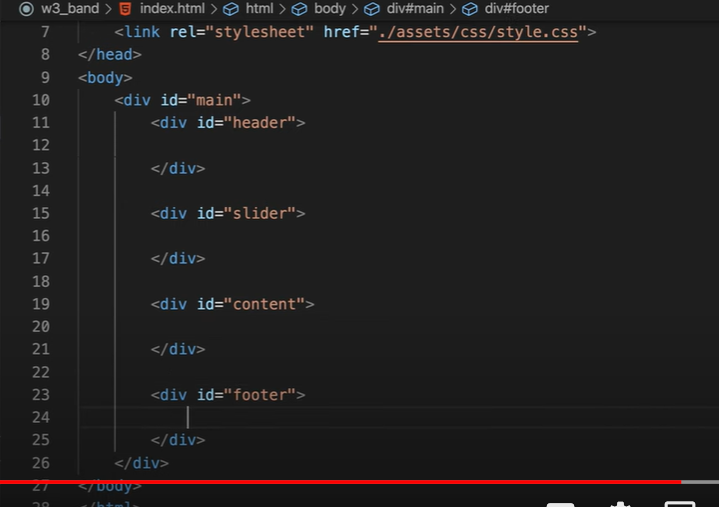 w3_band > index.html > html > body > div#main > div#footer
7 <link rel="stylesheet" href="./assets/css/style.css">
8 </head>
9 <body>
10 <div id="main">
11 <div id="header">
12
13 </div>
14
15 <div id="slider">
16
17 </div>
18
19 <div id="content">
20
21 </div>
22
23 <div id="footer">
24
25 </div>
26 </div>
27 </body>
28 </html>